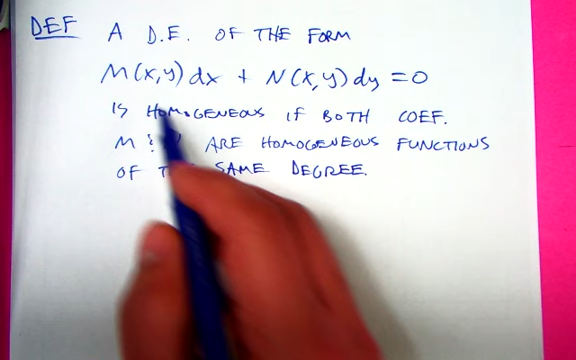 DEF A D.E. OF THE FORM
M(x,y)dx + N(x,y)dy = 0
IS HOMOGENEOUS IF BOTH COEF.
M & ARE HOMOGENEOUS FUNCTIONS
OF SAME DEGREE.